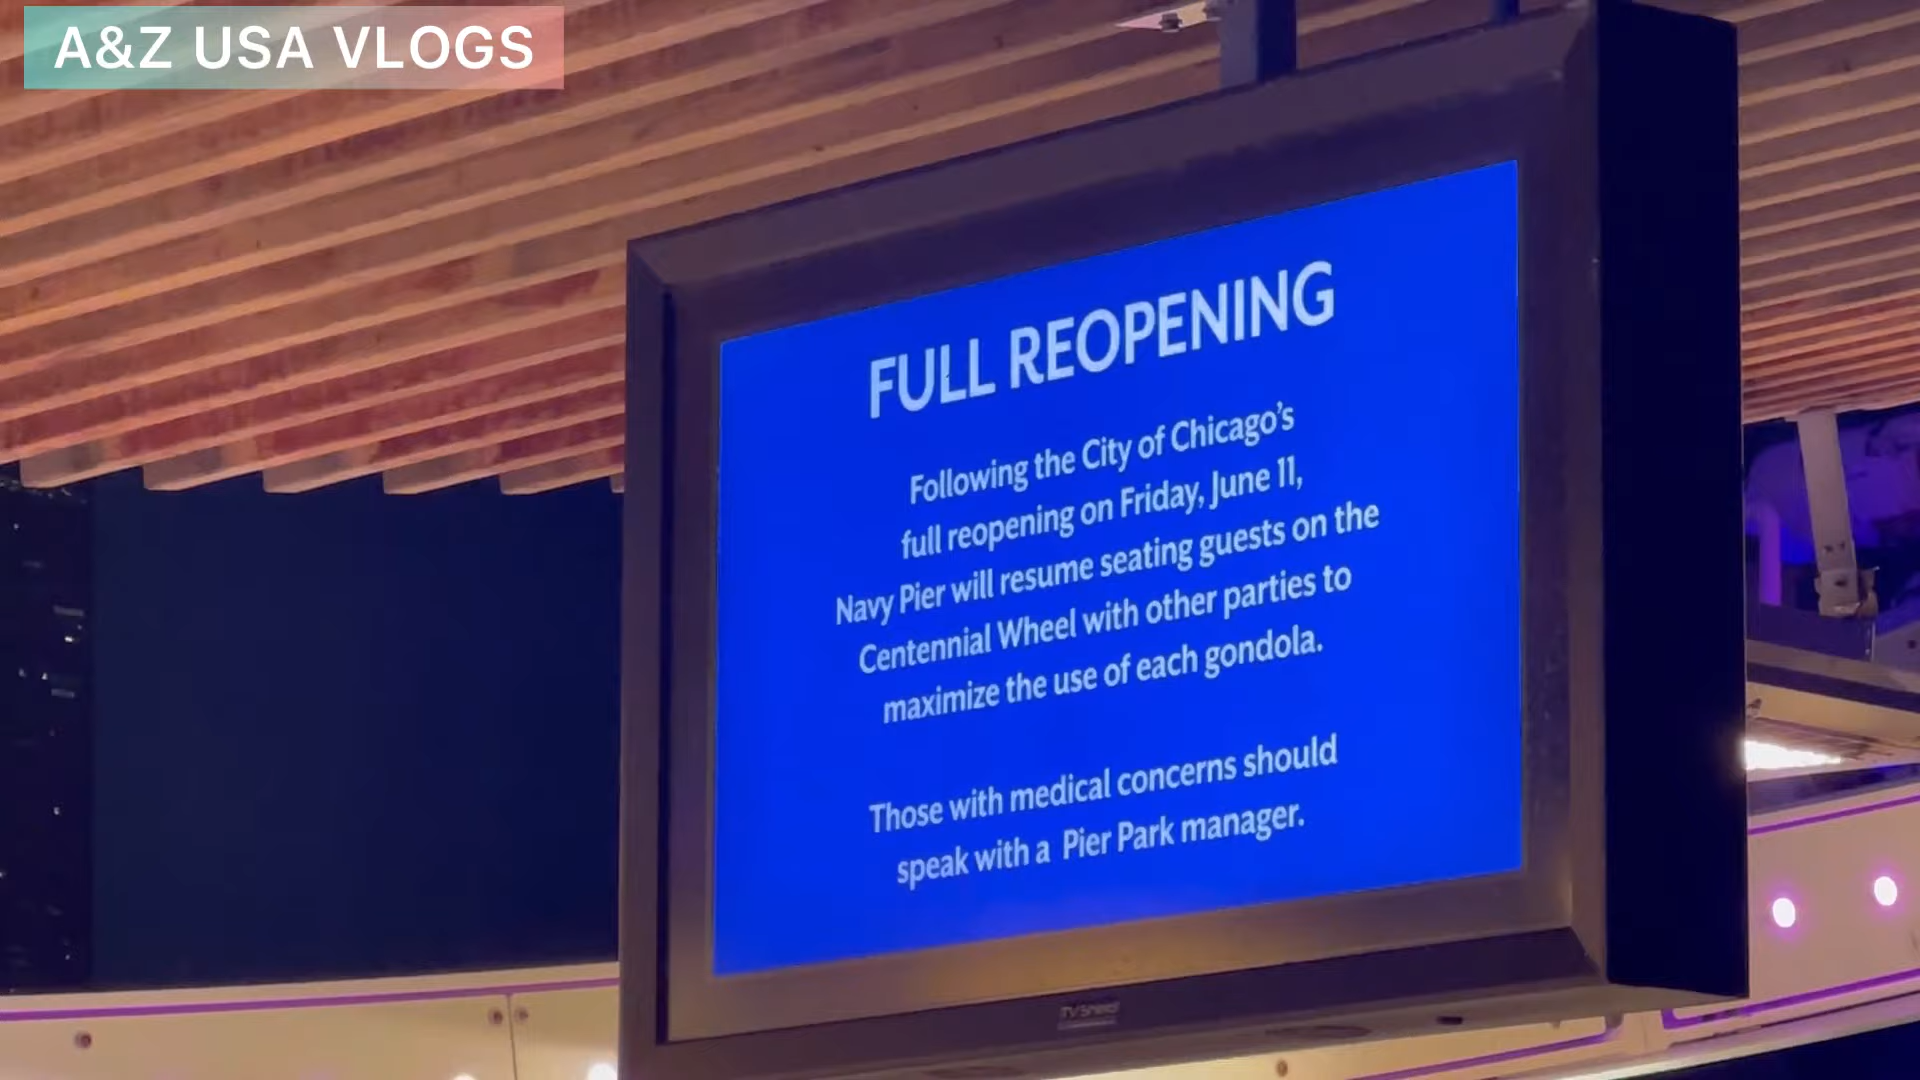 A&Z USA VLOGS
FULL REOPENING
Following the City of Chicago's
full reopening on Friday, June 11,
Navy Pier will resume seating guests on the
Centennial Wheel with other parties to
maximize the use of each gondola.
Those with medical concerns should
speak with a Pier Park manager.
TV Shield